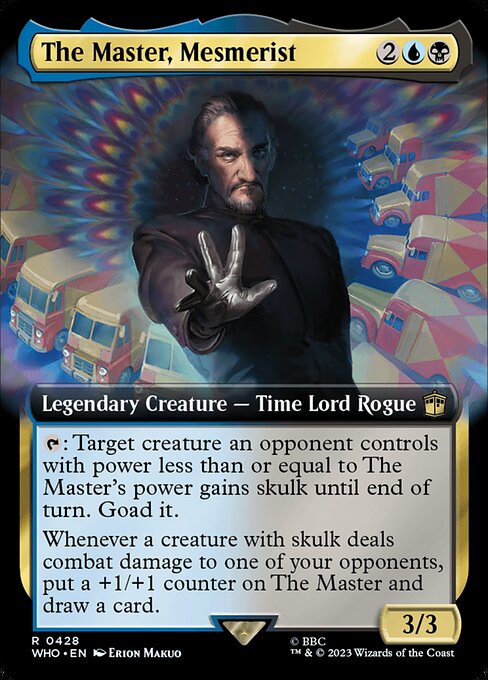 The Master, Mesmerist 2
Legendary Creature — Time Lord Rogue
: Target creature an opponent controls
with power less than or equal to The
Master's power gains skulk until end of
turn. Goad it.
Whenever a creature with skulk deals
combat damage to one of your opponents,
put a +1/+1 counter on The Master and
draw a card.
3/3
R 0428
WHO • EN Erion Makuo
© BBC
™ & © 2023 Wizards of the Coast